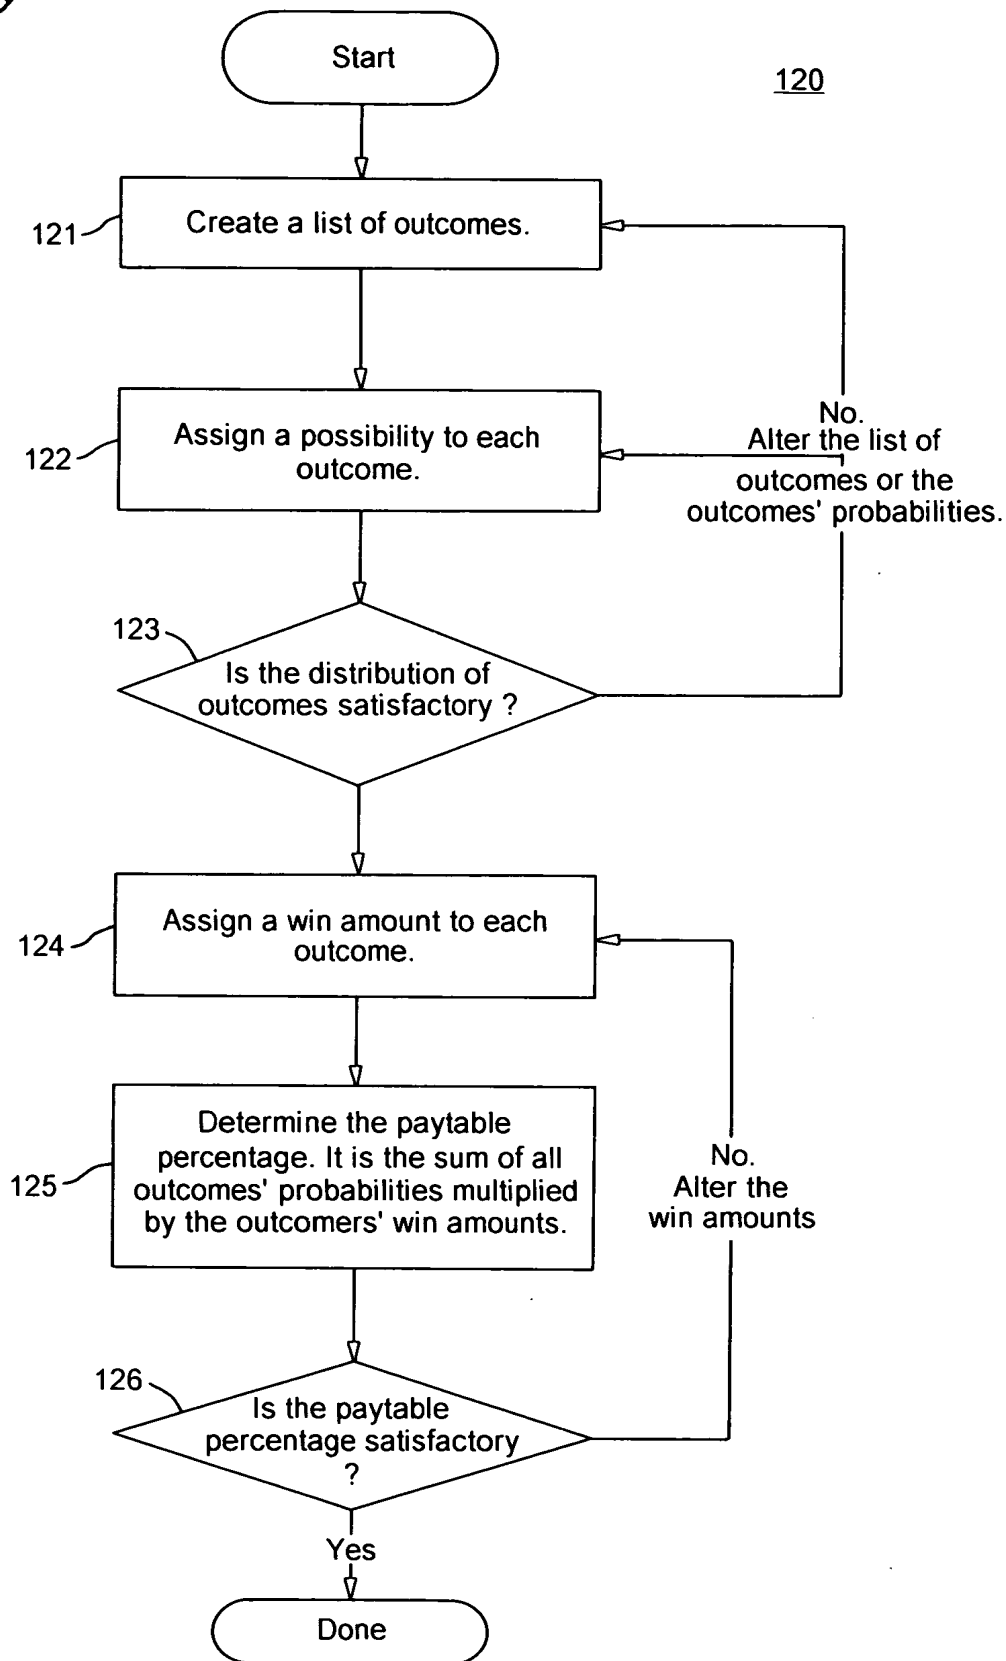 Start
120
121
Create a list of outcomes.
122
Assign a possibility to each
outcome.
No.
Alter the list of
outcomes or the
outcomes' probabilities.
123
Is the distribution of
outcomes satisfactory ?
124
Assign a win amount to each
outcome.
125
Determine the paytable
percentage. It is the sum of all
outcomes' probabilities multiplied
by the outcomers' win amounts.
No.
Alter the
win amounts
126
Is the paytable
percentage satisfactory
?
Yes
Done